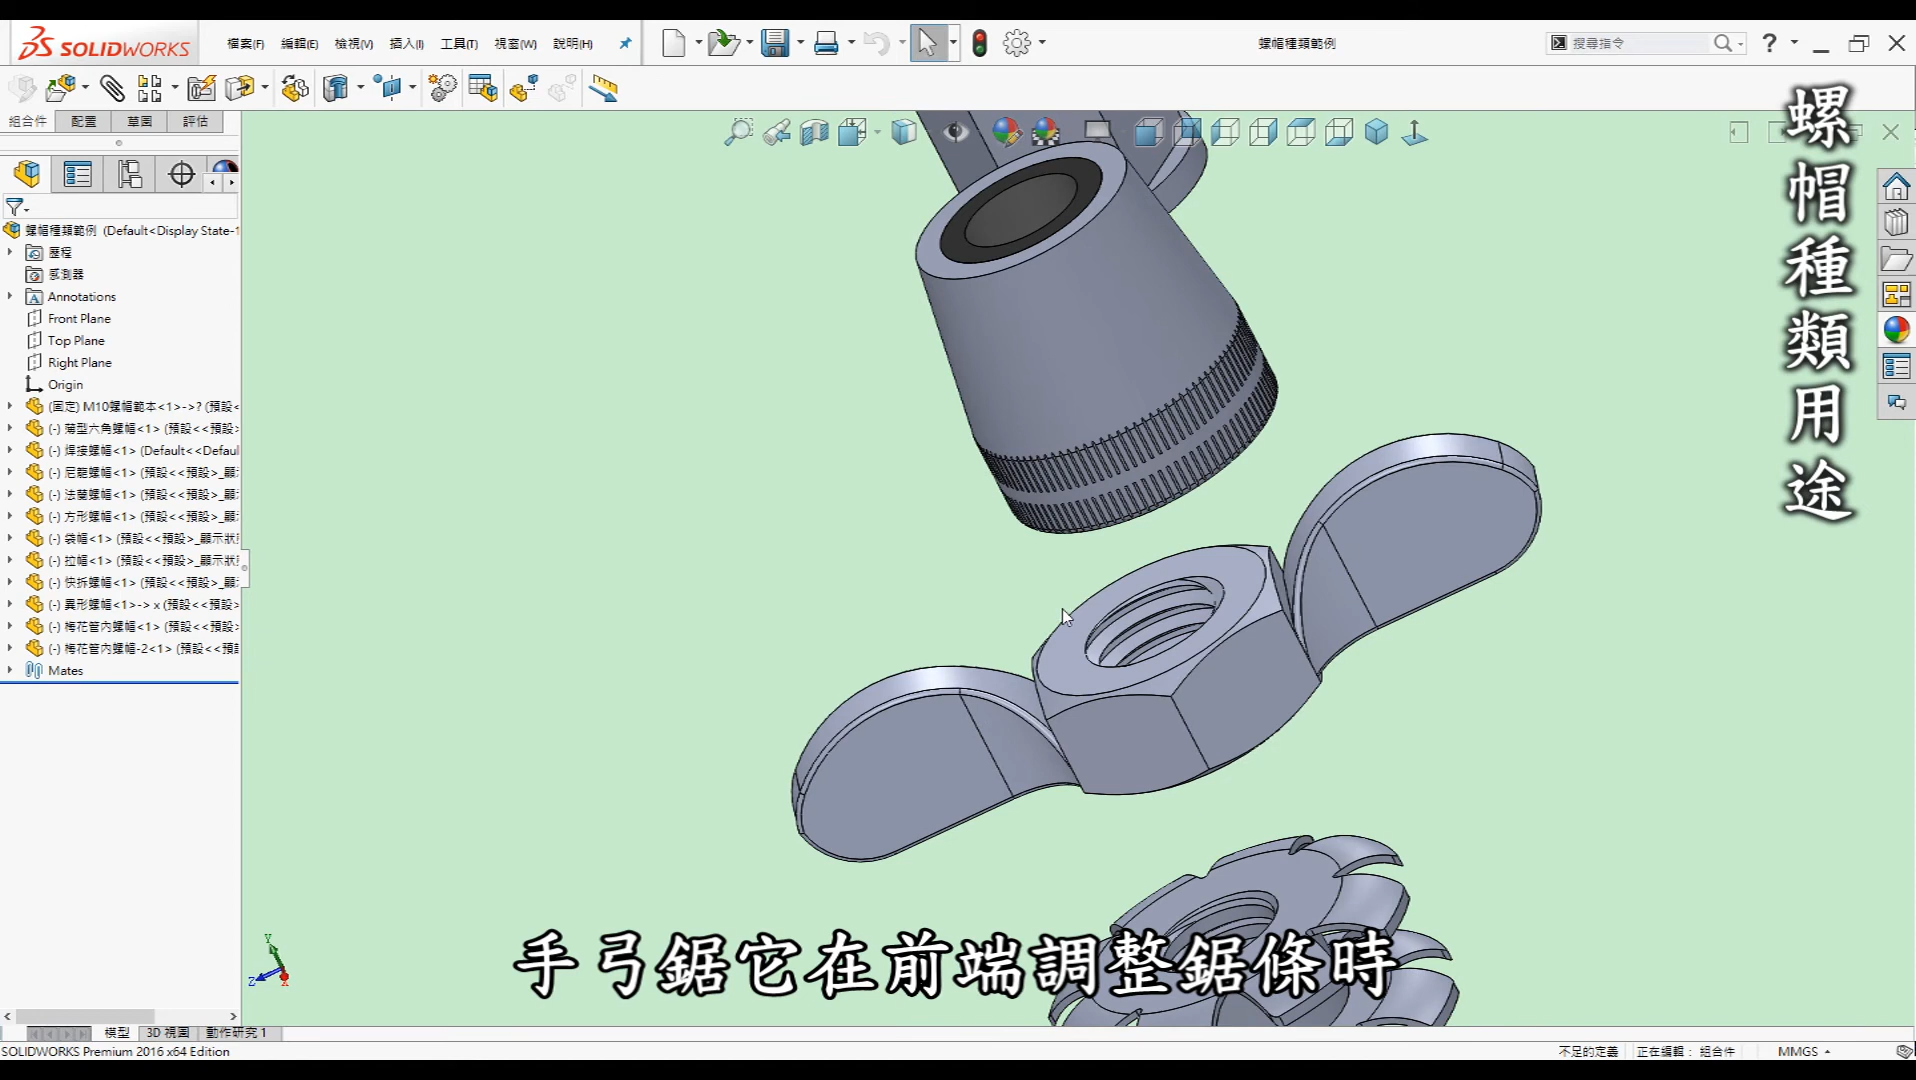 SOLIDWORKS
檔案(F) 編輯(E) 檢視(V) 插入(I) 工具(T) 視窗(W) 說明(H)
螺帽種類範例
搜尋指令
?
組合件 配置 草圖 評估
螺帽種類範例 (Default<Display State-1
歷程
感測器
Annotations
Front Plane
Top Plane
Right Plane
Origin
(固定) M10螺帽範本<1>->? (預設<
(-) 薄型六角螺帽<1> (預設<<預設>
(-) 焊接螺帽<1> (Default<<Defaul
(-) 尼龍螺帽<1> (預設<<預設>_顯
(-) 法蘭螺帽<1> (預設<<預設>_顯
(-) 方形螺帽<1> (預設<<預設>_顯
(-) 袋帽<1> (預設<<預設>_顯示狀
(-) 拉帽<1> (預設<<預設>_顯示狀
(-) 快拆螺帽<1> (預設<<預設>_顯
(-) 異形螺帽<1>-> x (預設<<預設>
(-) 梅花管內螺帽<1> (預設<<預設>
(-) 梅花管內螺帽-2<1> (預設<<預
Mates
螺帽種類用途
Y
Z
X
手弓鋸它在前端調整鋸條時
模型 3D 視圖 動作研究 1
SOLIDWORKS Premium 2016 x64 Edition
不足的定義 正在編輯： 組合件 MMGS